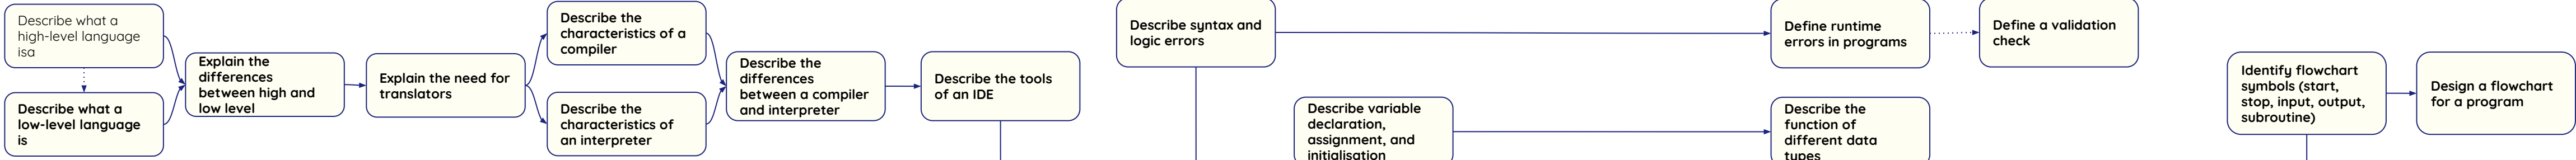 Describe what a
high-level language
isa
Describe what a
low-level language
is
Explain the
differences
between high and
low level
Explain the need for
translators
Describe the
characteristics of a
compiler
Describe the
characteristics of
an interpreter
Describe the
differences
between a compiler
and interpreter
Describe the tools
of an IDE
Describe syntax and
logic errors
Describe variable
declaration,
assignment, and
initialisation
Define runtime
errors in programs
Describe the
function of
different data
types
Define a validation
check
Identify flowchart
symbols (start,
stop, input, output,
subroutine)
Design a flowchart
for a program